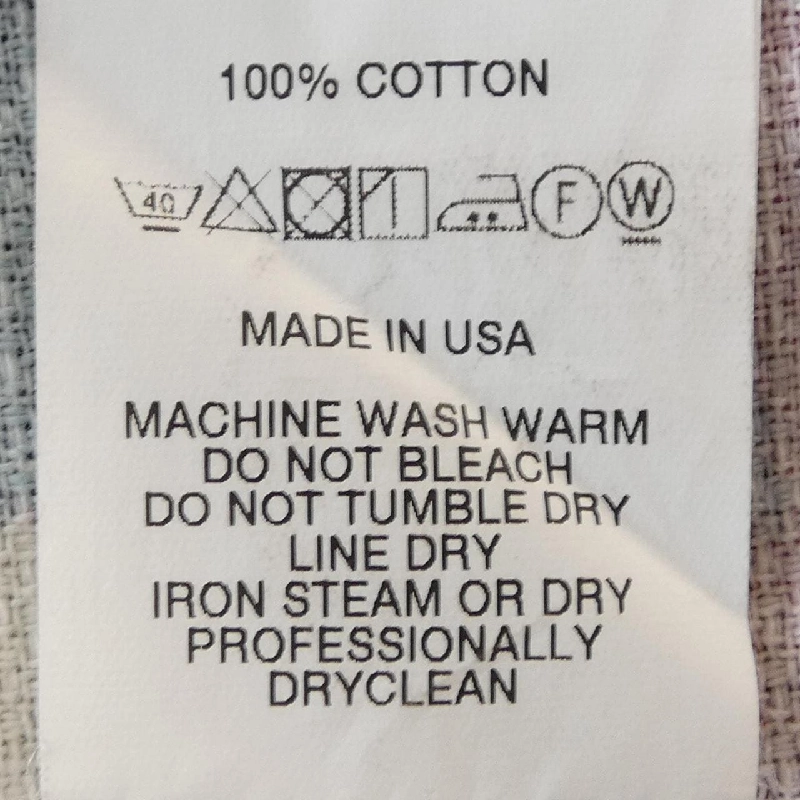 100% COTTON
40 F W
MADE IN USA
MACHINE WASH WARM
DO NOT BLEACH
DO NOT TUMBLE DRY
LINE DRY
IRON STEAM OR DRY
PROFESSIONALLY
DRYCLEAN